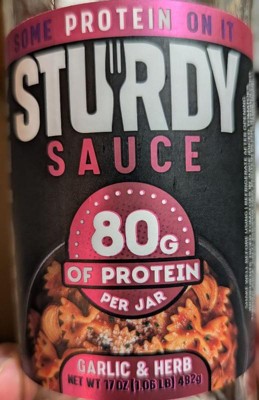 SOME PROTEIN ON IT
STURDY
SAUCE
80G
OF PROTEIN
PER JAR
GARLIC & HERB
NET WT 17 OZ (1.06 LB) 482g